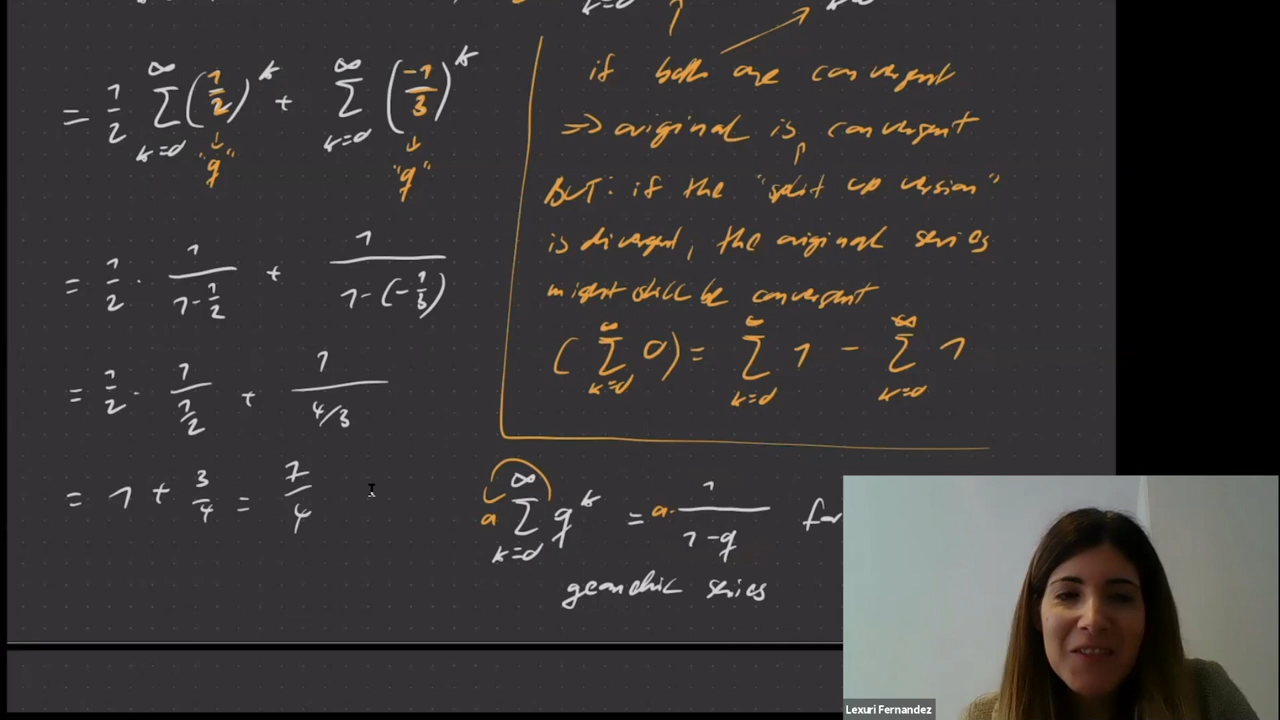 k=0 k=0
= 1/2 ∞∑k=0 (1/2)^k + ∞∑k=0 (-1/3)^k
"q" "q"
= 1/2 · 1/(1-1/2) + 1/(1-(-1/3))
= 1/2 · 1/(1/2) + 1/(4/3)
= 1 + 3/4 = 7/4
if both are convergent
=> original is convergent
BUT: if the "split up version"
is divergent, the original series
might still be convergent
(∞∑k=0 0) = ∞∑k=0 1 - ∞∑k=0 1
a ∞∑k=0 q^k = a· 1/(1-q) for
geometric series
Lexuri Fernandez